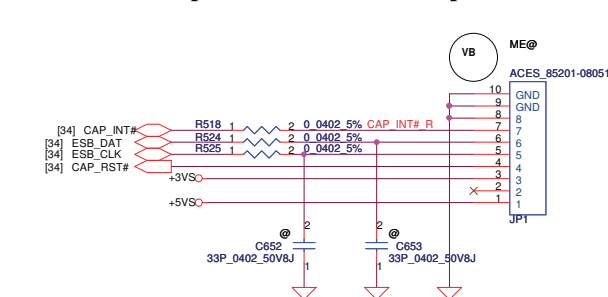 VB
ME@
ACES_85201-08051
10 GND
9 GND
8 8
[34] CAP_INT# R518 1 2 0_0402_5% CAP_INT#_R 7 7
[34] ESB_DAT R524 1 2 0_0402_5% 6 6
[34] ESB_CLK R525 1 2 0_0402_5% 5 5
[34] CAP_RST# 4 4
+3VS 3 3
2 2
+5VS 1 1
JP1
@ 2 @ 2
C652 C653
33P_0402_50V8J 33P_0402_50V8J
1 1